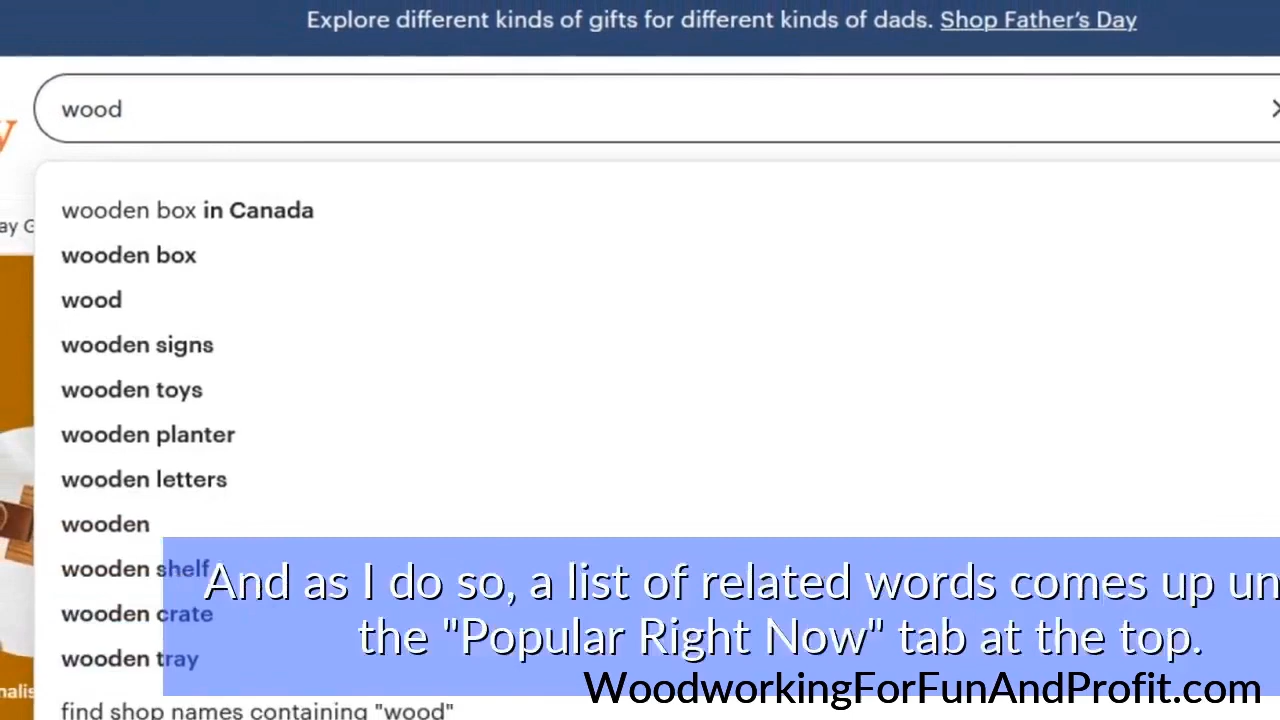 Explore different kinds of gifts for different kinds of dads. Shop Father's Day
wood
wooden box in Canada
wooden box
wood
wooden signs
wooden toys
wooden planter
wooden letters
wooden
wooden shelf
wooden crate
wooden tray
find shop names containing "wood"
And as I do so, a list of related words comes up
the "Popular Right Now" tab at the top.
WoodworkingForFunAndProfit.com